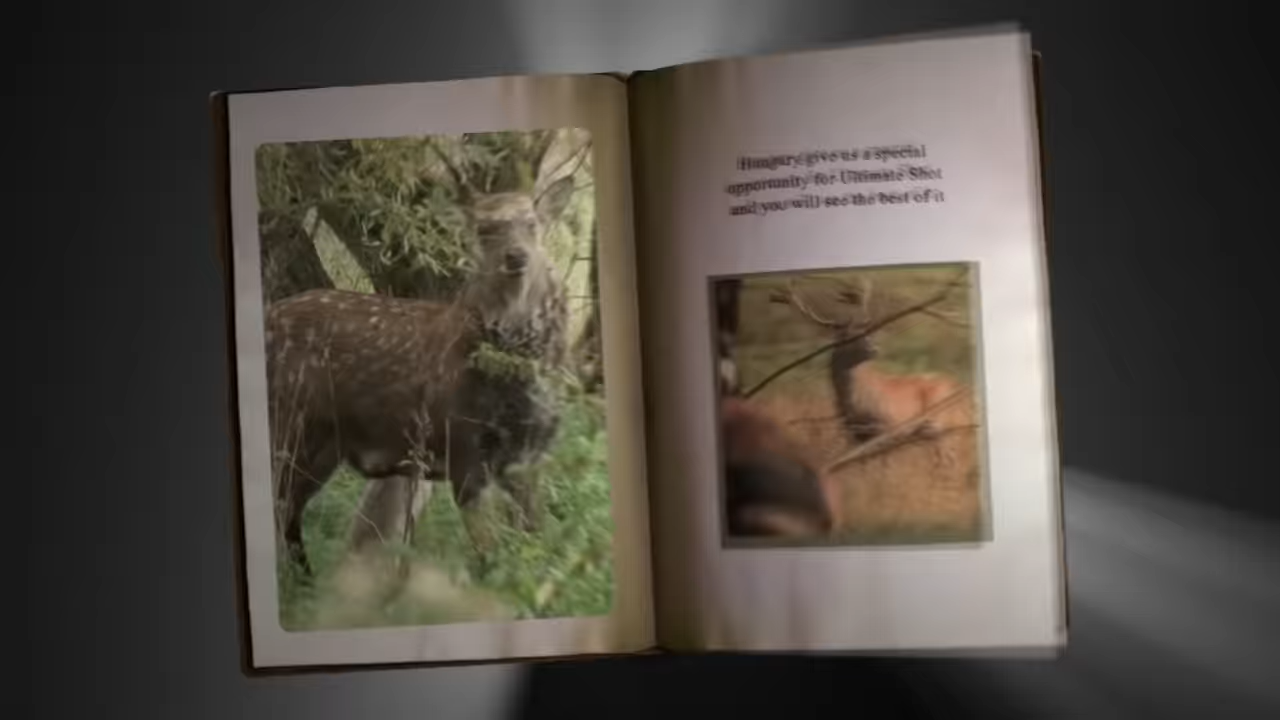 Hungary give us a special
opportunity for Ultimate Shot
and you will see the best of it